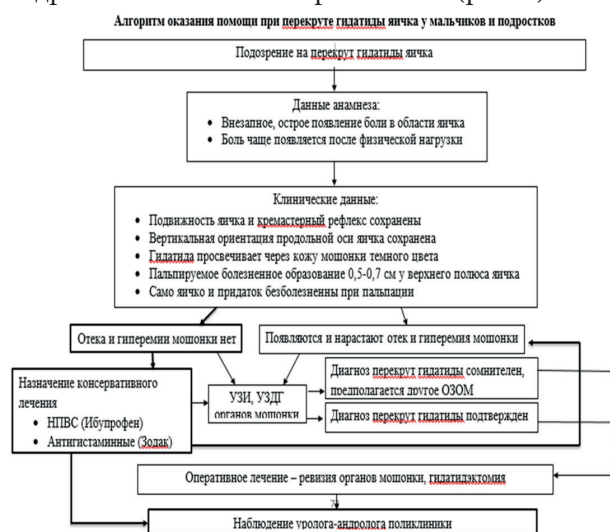 Алгоритм оказания помощи при перекруте гидатиды яичка у мальчиков и подростков
Подозрение на перекрут гидатиды яичка
Данные анамнеза:
• Внезапное, острое появление боли в области яичка
• Боль чаще появляется после физической нагрузки
Клинические данные:
• Подвижность яичка и кремастерный рефлекс сохранены
• Вертикальная ориентация продольной оси яичка сохранена
• Гидатида просвечивает через кожу мошонки темного цвета
• Пальпируемое болезненное образование 0,5-0,7 см у верхнего полюса яичка
• Само яичко и придаток безболезненны при пальпации
Отека и гиперемии мошонки нет
Появляются и нарастают отек и гиперемия мошонки
Назначение консервативного
лечения
• НПВС (Ибупрофен)
• Антигистаминные (Зодак)
УЗИ, УЗДГ
органов мошонки
Диагноз перекрут гидатиды сомнителен,
предполагается другое ОЗОМ
Диагноз перекрут гидатиды подтвержден
Оперативное лечение – ревизия органов мошонки, гидатидэктомия
Наблюдение уролога-андролога поликлиники